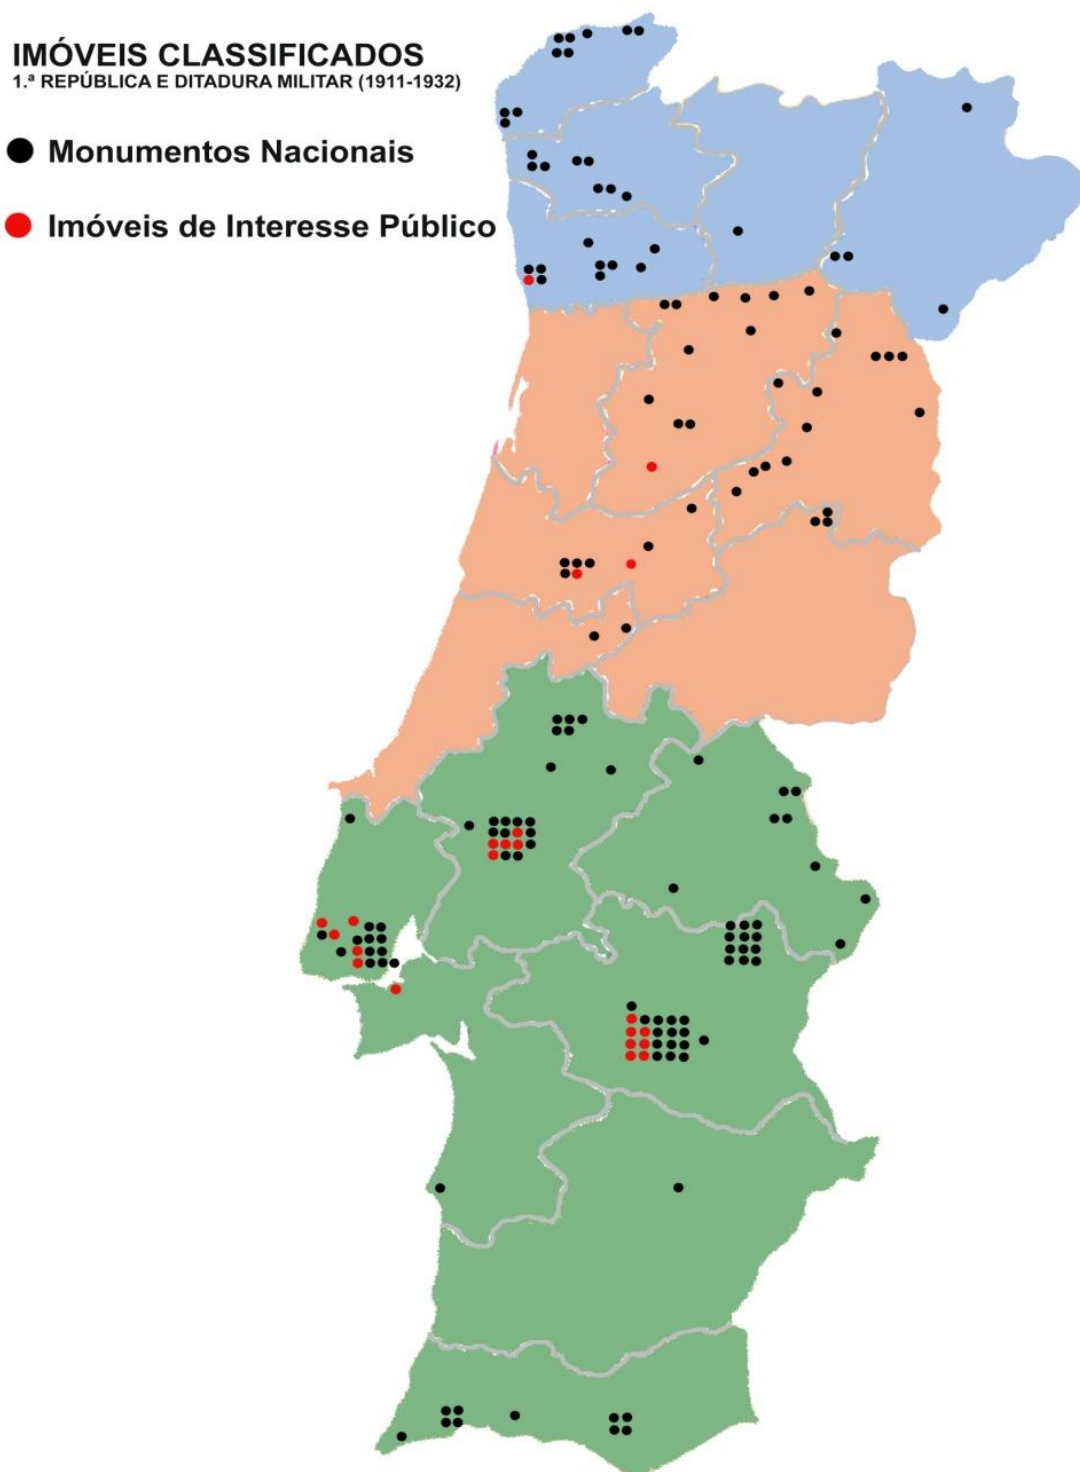 IMÓVEIS CLASSIFICADOS
1.ª REPÚBLICA E DITADURA MILITAR (1911-1932)
Monumentos Nacionais
Imóveis de Interesse Público